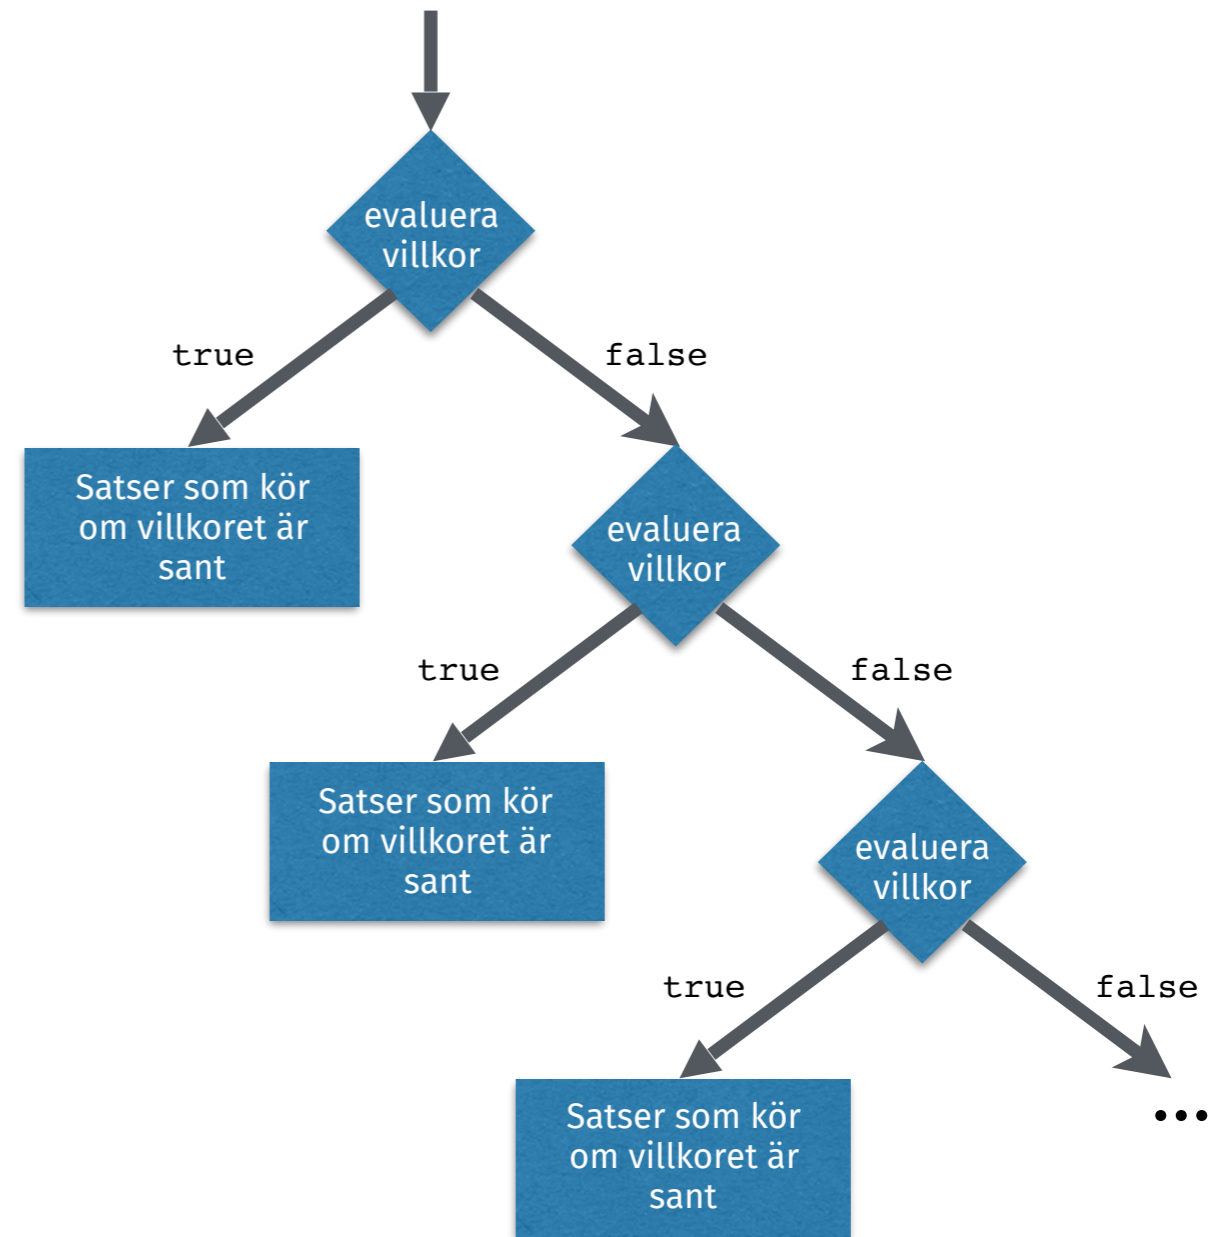 evaluera
villkor
true
false
Satser som kör
om villkoret är
sant
evaluera
villkor
true
false
Satser som kör
om villkoret är
sant
evaluera
villkor
true
false
Satser som kör
om villkoret är
sant
...